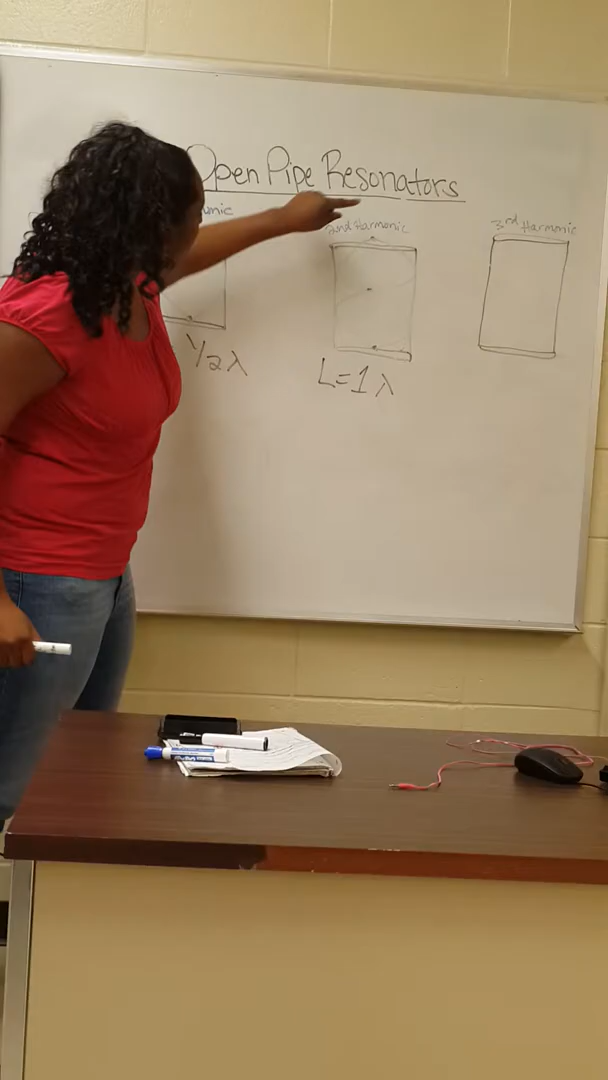 Open Pipe Resonators
2nd Harmonic
3rd Harmonic
1/2 λ
L=1 λ